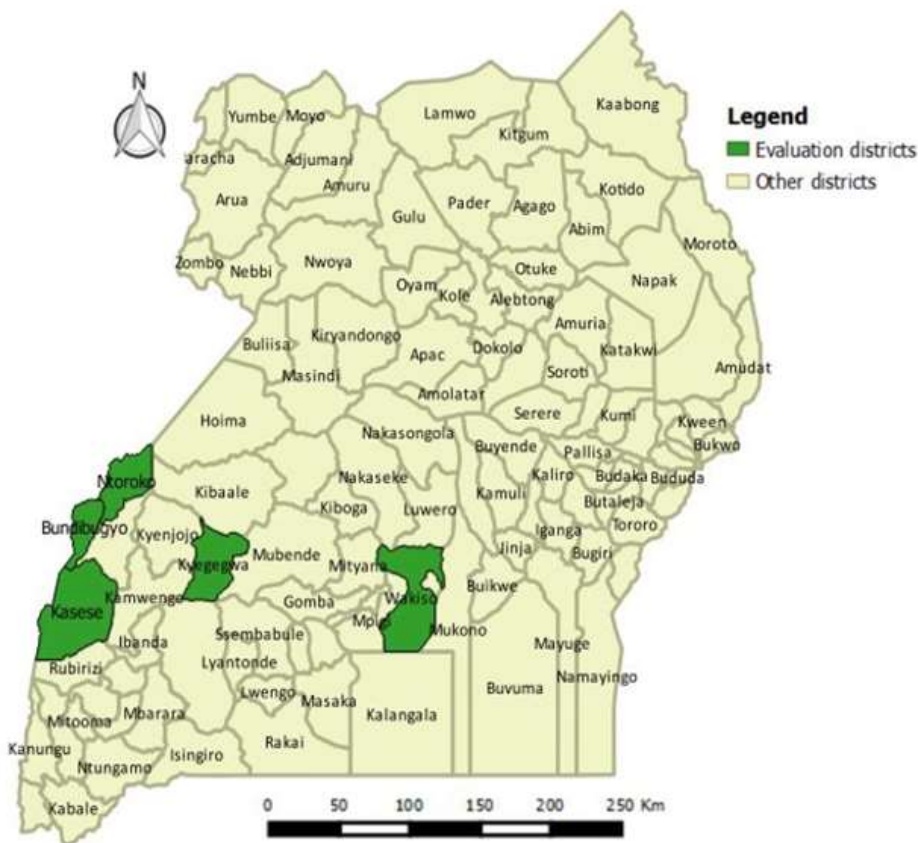 N
Kaabong
Legend
Evaluation districts
Other districts
Yumbe
Moyo
Lamwo
Kitgum
aracha
Adjumani
Arua
Amuru
Gulu
Pader
Agago
Kotido
Abim
Moroto
Zombo
Nebbi
Nwoya
Otuke
Napak
Oyam
Kole
Alebtong
Amuria
Buliisa
Kiryandongo
Apac
Dokolo
Katakwi
Masindi
Soroti
Amudat
Amolatar
Hoima
Serere
Kumi
Kween
Nakasongola
Buyende
Bukwo
Pallisa
Ntoroko
Kibaale
Nakaseke
Kaliro
Budaka
Bududa
Kamuli
Butaleja
Kiboga
Luwero
Bundibugyo
Kyenjojo
Iganga
Tororo
Kyegegwa
Mubende
Mityana
Jinja
Bugiri
Buikwe
Kasese
Kamwenge
Gomba
Wakiso
Mpigi
Mukono
Ibanda
Ssembabule
Mayuge
Rubirizi
Lyantonde
Namayingo
Lwengo
Masaka
Buvuma
Mitooma
Mbarara
Kalangala
Kanungu
Rakai
Isingiro
Ntungamo
Kabale
0 50 100 150 200 250 Km